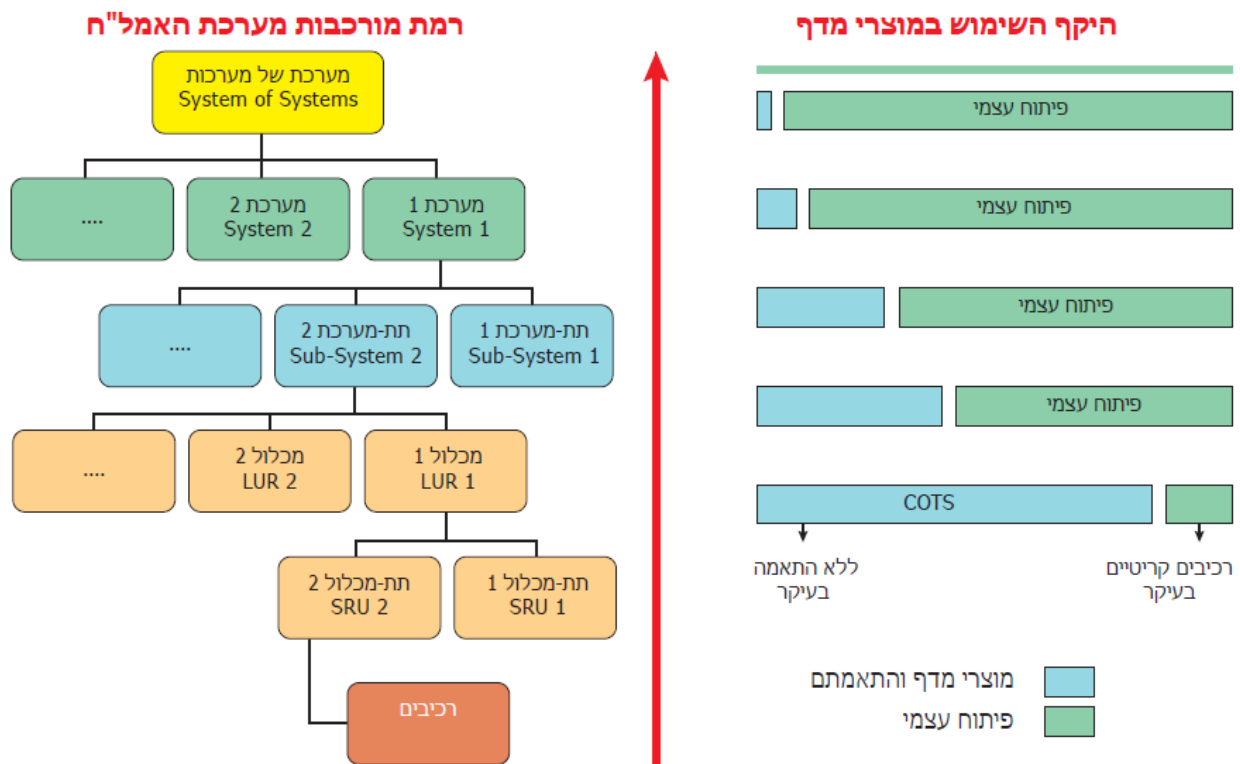 היקף השימוש במוצרי מדף
פיתוח עצמי
פיתוח עצמי
פיתוח עצמי
פיתוח עצמי
COTS
רכיבים קריטיים
בעיקר
ללא התאמה
בעיקר
מוצרי מדף והתאמתם
פיתוח עצמי
רמת מורכבות מערכת האמל"ח
מערכת של מערכות
System of Systems
מערכת 1
System 1
מערכת 2
System 2
....
תת-מערכת 1
Sub-System 1
תת-מערכת 2
Sub-System 2
....
מכלול 1
LUR 1
מכלול 2
LUR 2
....
תת-מכלול 1
SRU 1
תת-מכלול 2
SRU 2
רכיבים